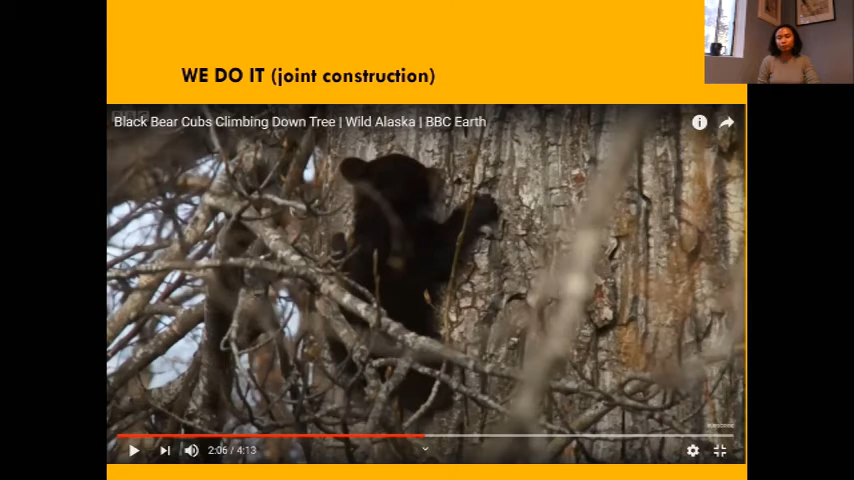 WE DO IT (joint construction)
Black Bear Cubs Climbing Down Tree | Wild Alaska | BBC Earth
2:06 / 4:13